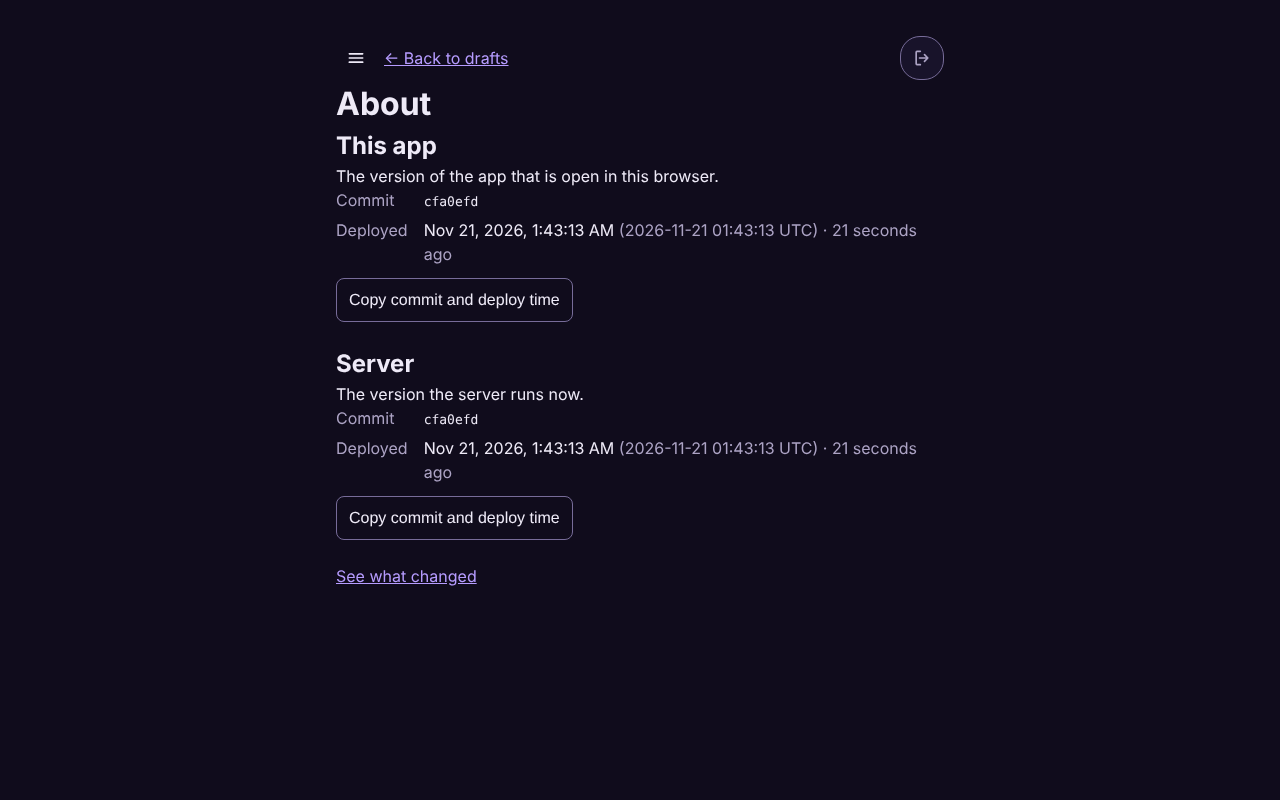 ← Back to drafts
About
This app
The version of the app that is open in this browser.
Commit cfa0efd
Deployed Nov 21, 2026, 1:43:13 AM (2026-11-21 01:43:13 UTC) · 21 seconds
ago
Copy commit and deploy time
Server
The version the server runs now.
Commit cfa0efd
Deployed Nov 21, 2026, 1:43:13 AM (2026-11-21 01:43:13 UTC) · 21 seconds
ago
Copy commit and deploy time
See what changed